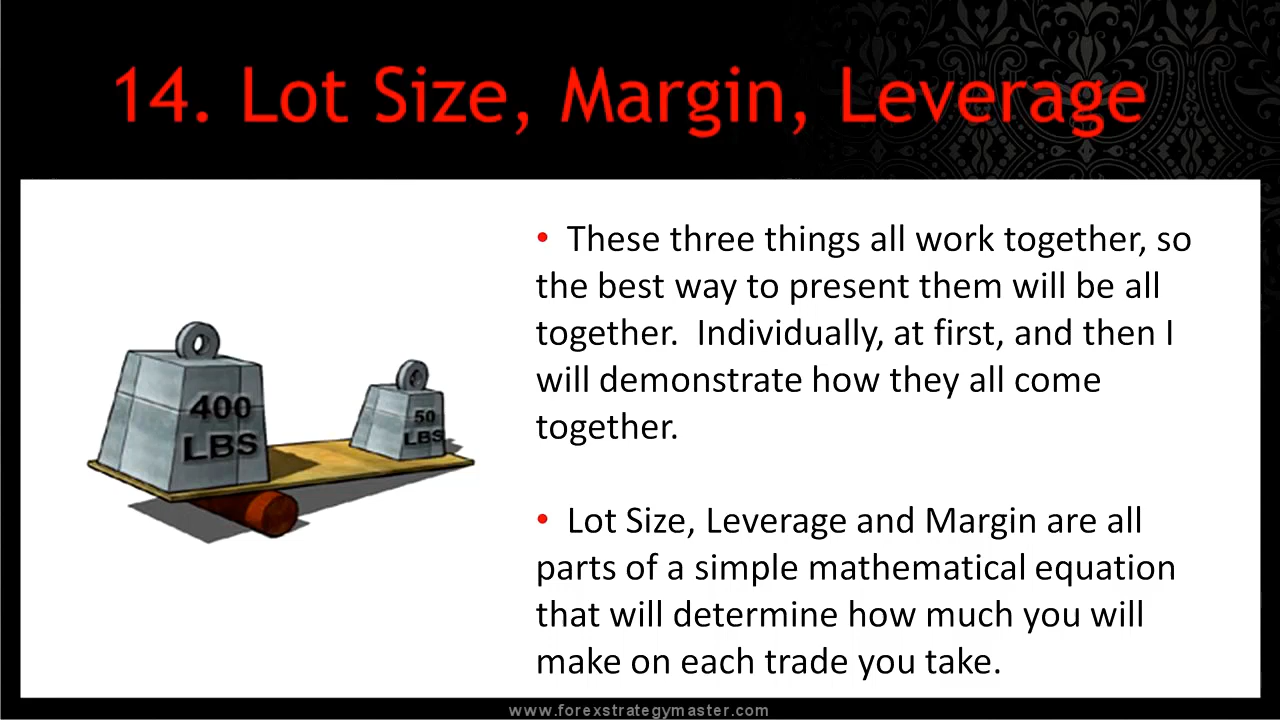 14. Lot Size, Margin, Leverage
• These three things all work together, so
the best way to present them will be all
together.  Individually, at first, and then I
will demonstrate how they all come
together.
400
LBS
50
LBS
• Lot Size, Leverage and Margin are all
parts of a simple mathematical equation
that will determine how much you will
make on each trade you take.
www.forexstrategymaster.com